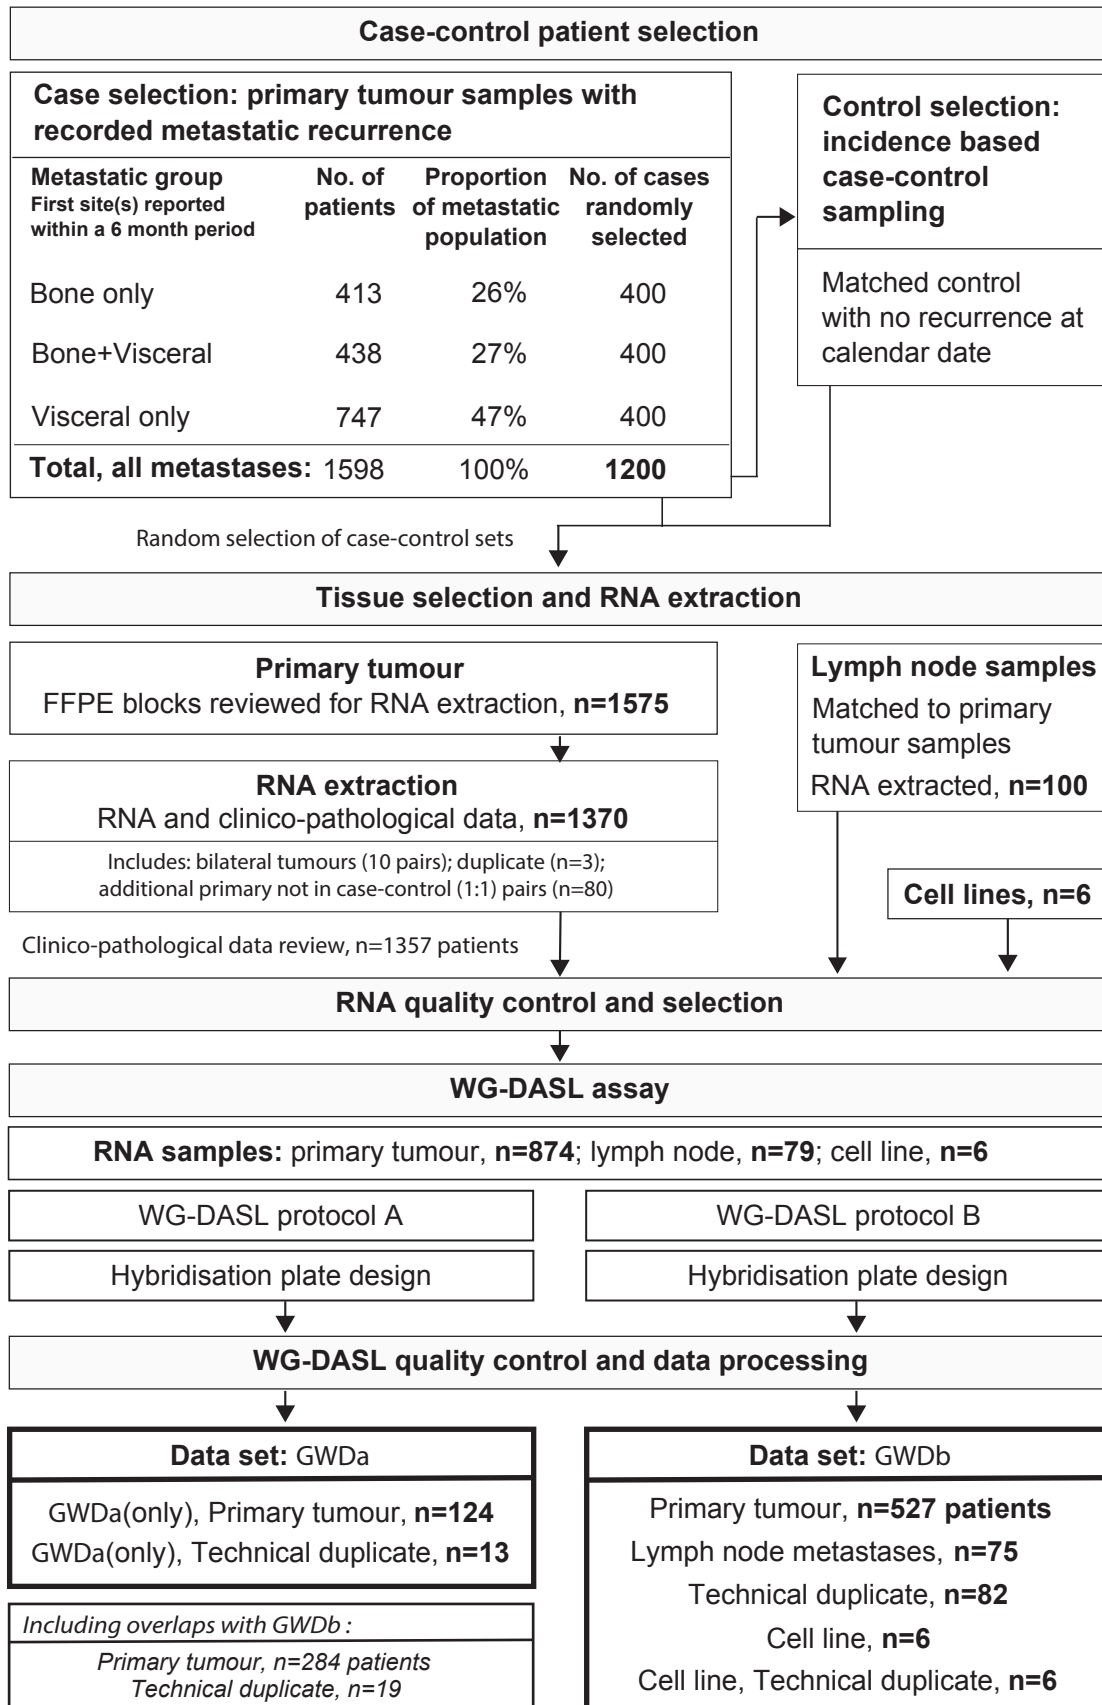 Case-control patient selection
Case selection: primary tumour samples with
recorded metastatic recurrence
Metastatic group
First site(s) reported
within a 6 month period
No. of
patients
Proportion
of metastatic
population
No. of cases
randomly
selected
Bone only 413 26% 400
Bone+Visceral 438 27% 400
Visceral only 747 47% 400
Total, all metastases: 1598 100% 1200
Control selection:
incidence based
case-control
sampling
Matched control
with no recurrence at
calendar date
Random selection of case-control sets
Tissue selection and RNA extraction
Primary tumour
FFPE blocks reviewed for RNA extraction, n=1575
RNA extraction
RNA and clinico-pathological data, n=1370
Includes: bilateral tumours (10 pairs); duplicate (n=3);
additional primary not in case-control (1:1) pairs (n=80)
Lymph node samples
Matched to primary
tumour samples
RNA extracted, n=100
Cell lines, n=6
Clinico-pathological data review, n=1357 patients
RNA quality control and selection
WG-DASL assay
RNA samples: primary tumour, n=874; lymph node, n=79; cell line, n=6
WG-DASL protocol A
Hybridisation plate design
WG-DASL protocol B
Hybridisation plate design
WG-DASL quality control and data processing
Data set: GWDa
GWDa(only), Primary tumour, n=124
GWDa(only), Technical duplicate, n=13
Including overlaps with GWDb :
Primary tumour, n=284 patients
Technical duplicate, n=19
Data set: GWDb
Primary tumour, n=527 patients
Lymph node metastases, n=75
Technical duplicate, n=82
Cell line, n=6
Cell line, Technical duplicate, n=6